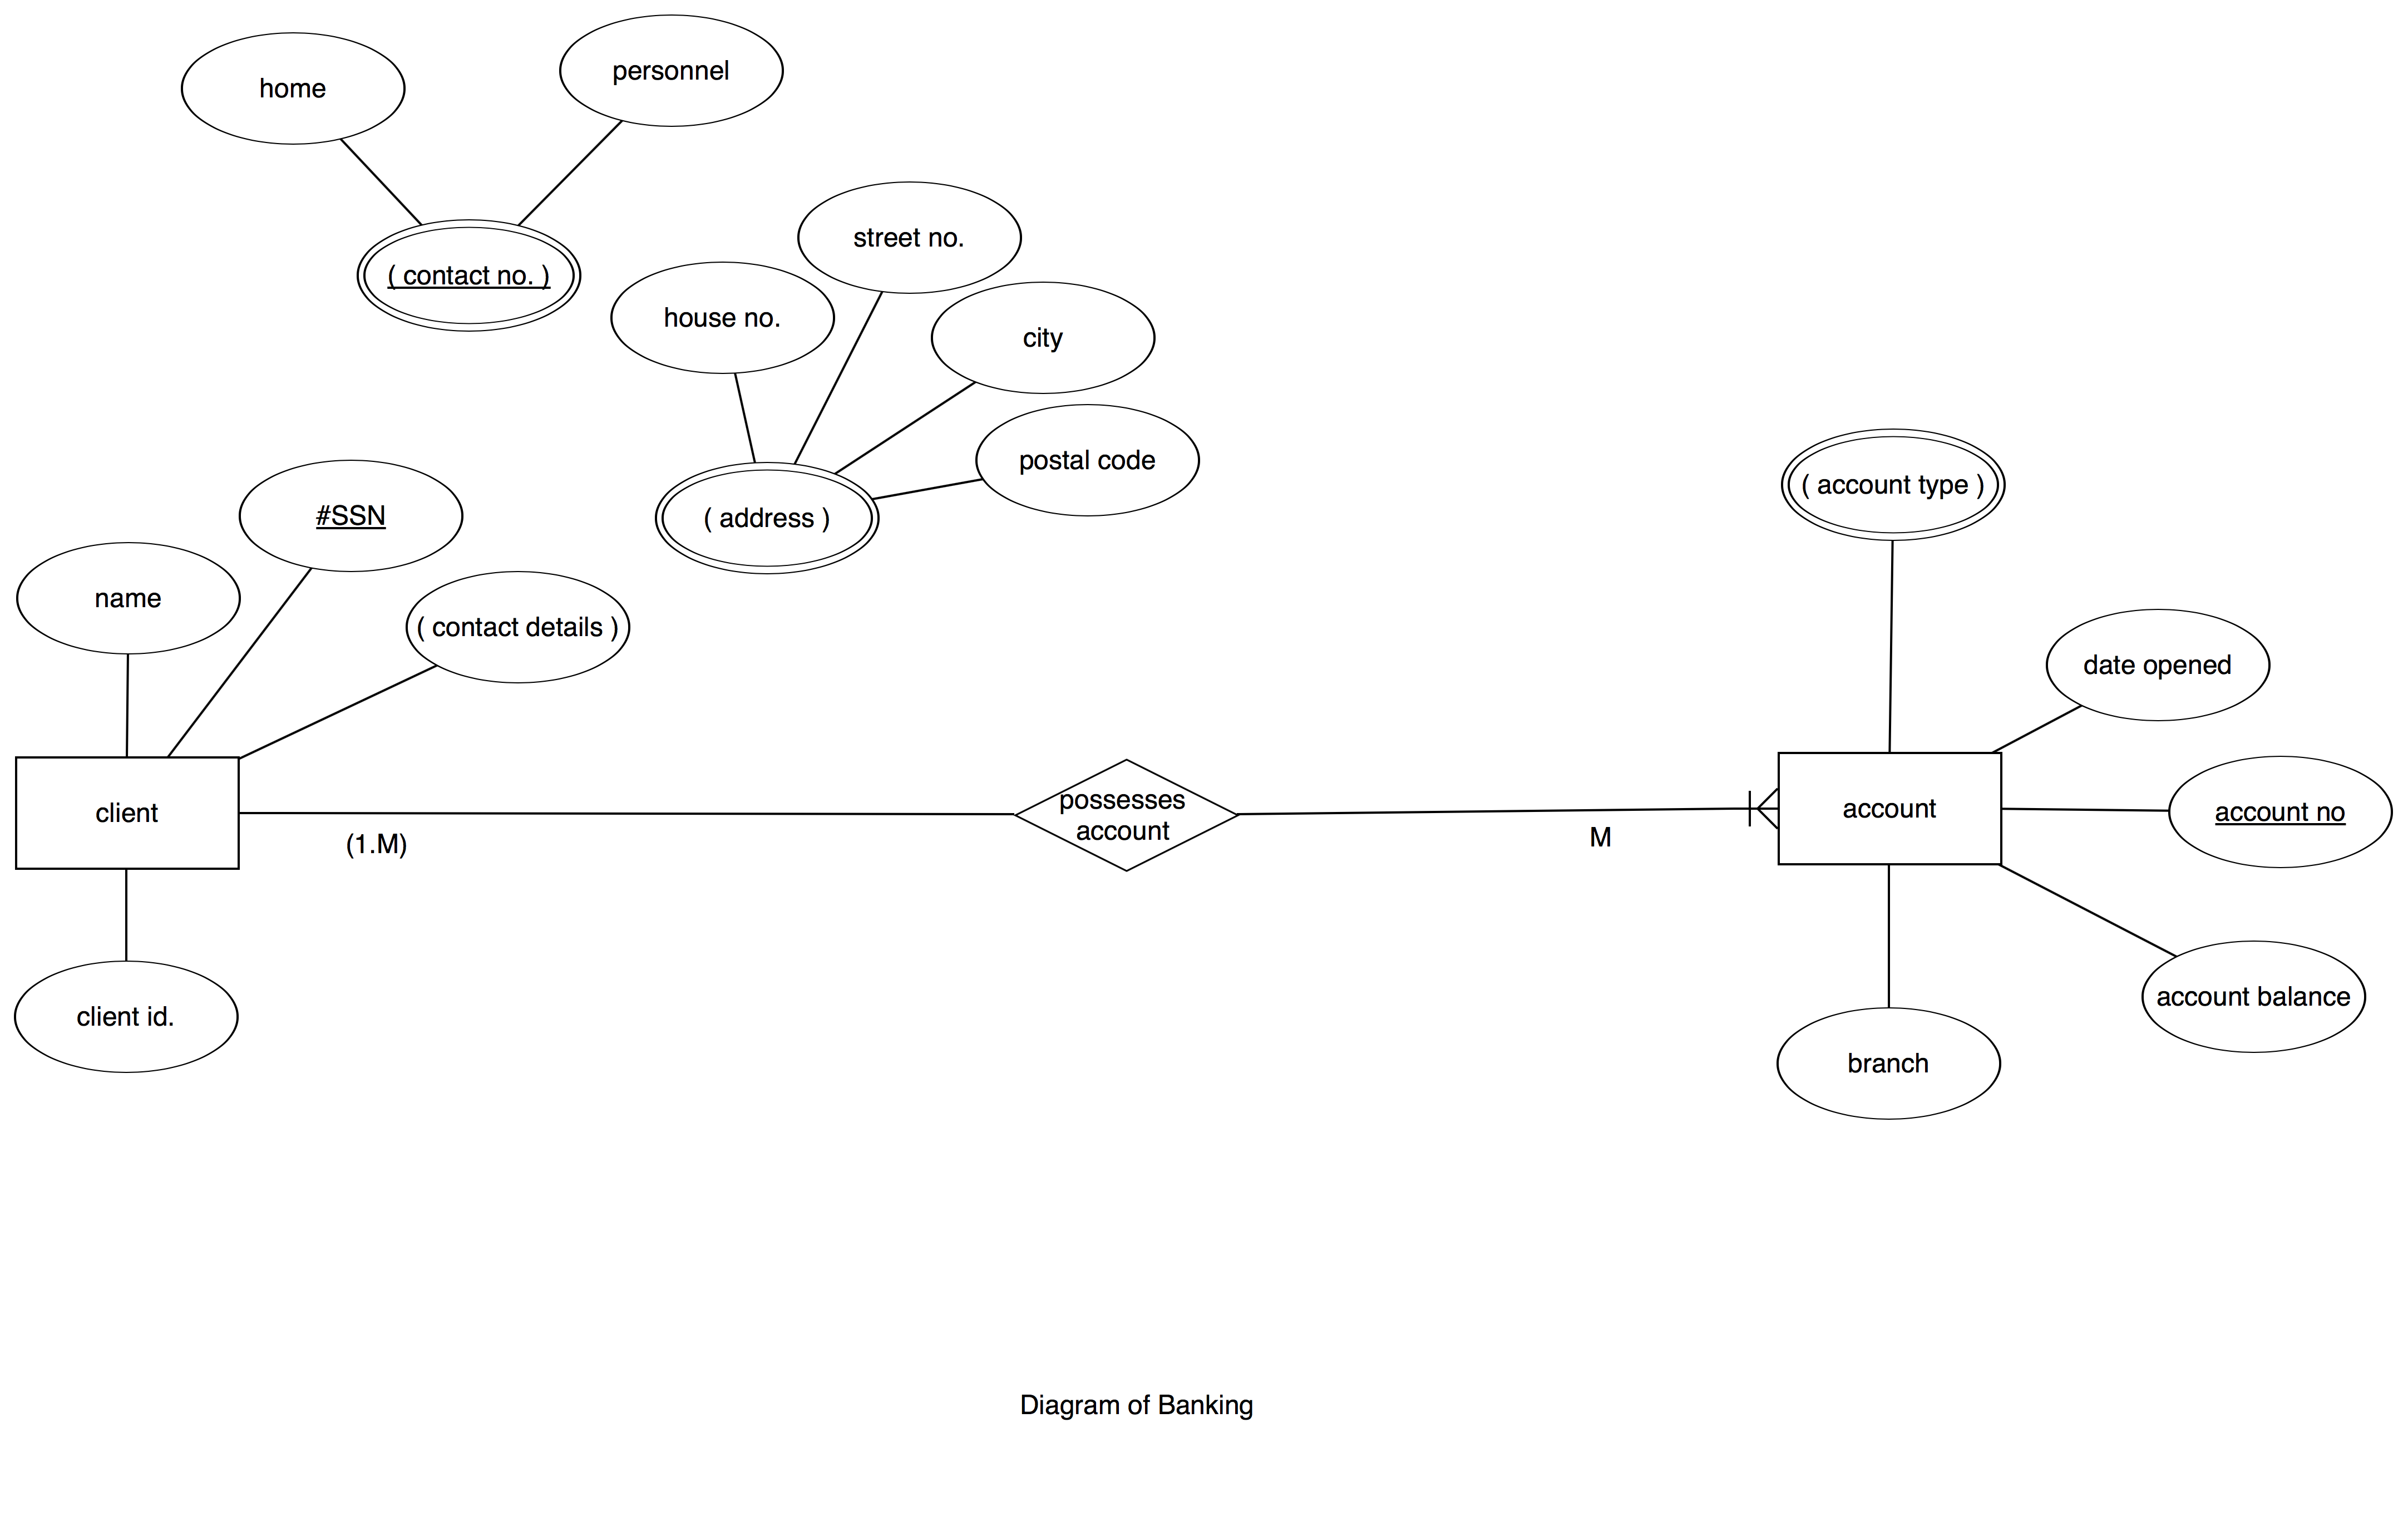 personnel
home
street no.
( contact no. )
house no.
city
postal code
( account type )
#SSN
( address )
name
( contact details )
date opened
possesses
account
client
account
account no
(1.M)
M
account balance
client id.
branch
Diagram of Banking